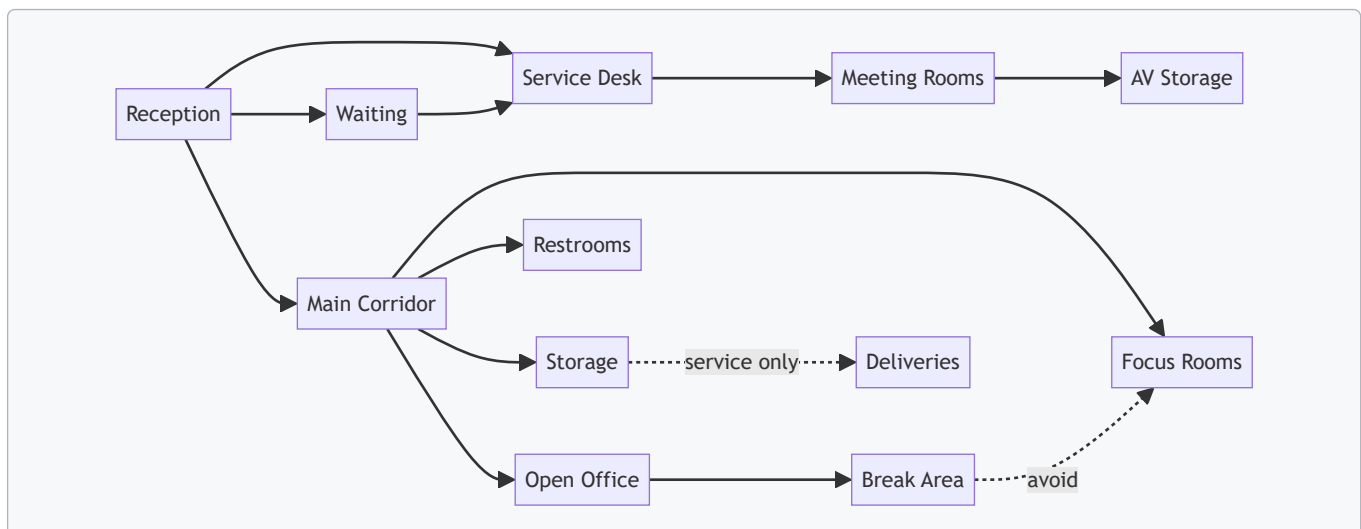 Service Desk
Meeting Rooms
AV Storage
Reception
Waiting
Restrooms
Main Corridor
Storage
service only
Deliveries
Focus Rooms
Open Office
Break Area
avoid